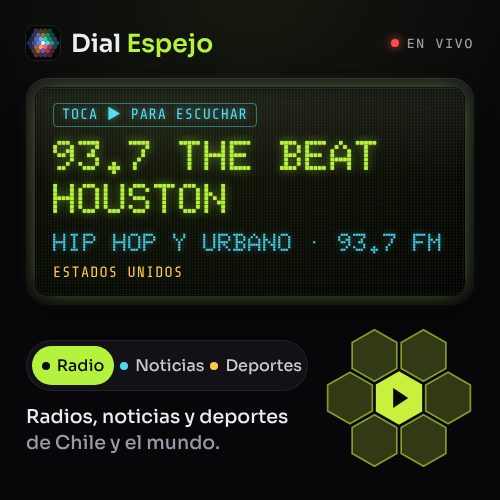 Dial Espejo
EN VIVO
TOCA ▶ PARA ESCUCHAR
93.7 THE BEAT
HOUSTON
HIP HOP Y URBANO · 93.7 FM
ESTADOS UNIDOS
Radio
Noticias
Deportes
Radios, noticias y deportes
de Chile y el mundo.